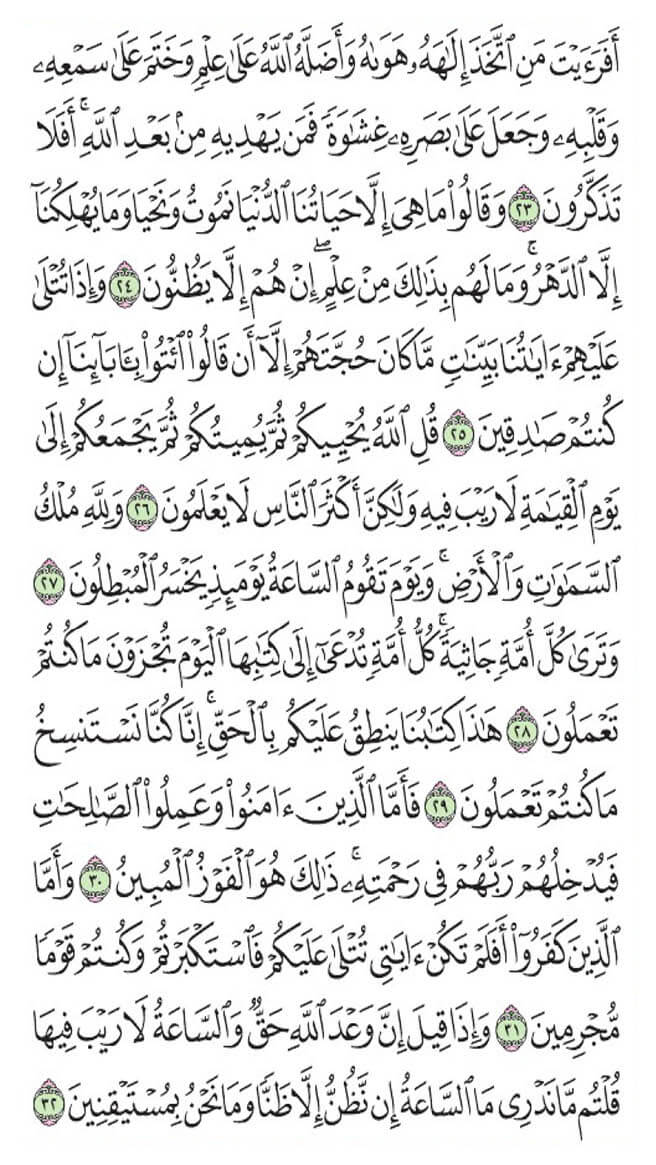 أَفَرَءَيۡتَ مَنِ ٱتَّخَذَ إِلَٰهَهُۥ هَوَىٰهُ وَأَضَلَّهُ ٱللَّهُ عَلَىٰ عِلۡمٖ وَخَتَمَ عَلَىٰ سَمۡعِهِۦ
وَقَلۡبِهِۦ وَجَعَلَ عَلَىٰ بَصَرِهِۦ غِشَٰوَةٗ فَمَن يَهۡدِيهِ مِنۢ بَعۡدِ ٱللَّهِۚ أَفَلَا
تَذَكَّرُونَ ٢٣ وَقَالُواْ مَا هِيَ إِلَّا حَيَاتُنَا ٱلدُّنۡيَا نَمُوتُ وَنَحۡيَا وَمَا يُهۡلِكُنَآ
إِلَّا ٱلدَّهۡرُۚ وَمَا لَهُم بِذَٰلِكَ مِنۡ عِلۡمٍۖ إِنۡ هُمۡ إِلَّا يَظُنُّونَ ٢٤ وَإِذَا تُتۡلَىٰ
عَلَيۡهِمۡ ءَايَٰتُنَا بَيِّنَٰتٖ مَّا كَانَ حُجَّتَهُمۡ إِلَّآ أَن قَالُواْ ٱئۡتُواْ بِـَٔابَآئِنَآ إِن
كُنتُمۡ صَٰدِقِينَ ٢٥ قُلِ ٱللَّهُ يُحۡيِيكُمۡ ثُمَّ يُمِيتُكُمۡ ثُمَّ يَجۡمَعُكُمۡ إِلَىٰ
يَوۡمِ ٱلۡقِيَٰمَةِ لَا رَيۡبَ فِيهِ وَلَٰكِنَّ أَكۡثَرَ ٱلنَّاسِ لَا يَعۡلَمُونَ ٢٦ وَلِلَّهِ مُلۡكُ
ٱلسَّمَٰوَٰتِ وَٱلۡأَرۡضِۚ وَيَوۡمَ تَقُومُ ٱلسَّاعَةُ يَوۡمَئِذٖ يَخۡسَرُ ٱلۡمُبۡطِلُونَ ٢٧
وَتَرَىٰ كُلَّ أُمَّةٖ جَاثِيَةٗۚ كُلُّ أُمَّةٖ تُدۡعَىٰٓ إِلَىٰ كِتَٰبِهَا ٱلۡيَوۡمَ تُجۡزَوۡنَ مَا كُنتُمۡ
تَعۡمَلُونَ ٢٨ هَٰذَا كِتَٰبُنَا يَنطِقُ عَلَيۡكُم بِٱلۡحَقِّۚ إِنَّا كُنَّا نَسۡتَنسِخُ
مَا كُنتُمۡ تَعۡمَلُونَ ٢٩ فَأَمَّا ٱلَّذِينَ ءَامَنُواْ وَعَمِلُواْ ٱلصَّٰلِحَٰتِ
فَيُدۡخِلُهُمۡ رَبُّهُمۡ فِي رَحۡمَتِهِۦۚ ذَٰلِكَ هُوَ ٱلۡفَوۡزُ ٱلۡمُبِينُ ٣٠ وَأَمَّا
ٱلَّذِينَ كَفَرُوٓاْ أَفَلَمۡ تَكُنۡ ءَايَٰتِي تُتۡلَىٰ عَلَيۡكُمۡ فَٱسۡتَكۡبَرۡتُمۡ وَكُنتُمۡ قَوۡمٗا
مُّجۡرِمِينَ ٣١ وَإِذَا قِيلَ إِنَّ وَعۡدَ ٱللَّهِ حَقّٞ وَٱلسَّاعَةُ لَا رَيۡبَ فِيهَا
قُلۡتُم مَّا نَدۡرِي مَا ٱلسَّاعَةُ إِن نَّظُنُّ إِلَّا ظَنّٗا وَمَا نَحۡنُ بِمُسۡتَيۡقِنِينَ ٣٢